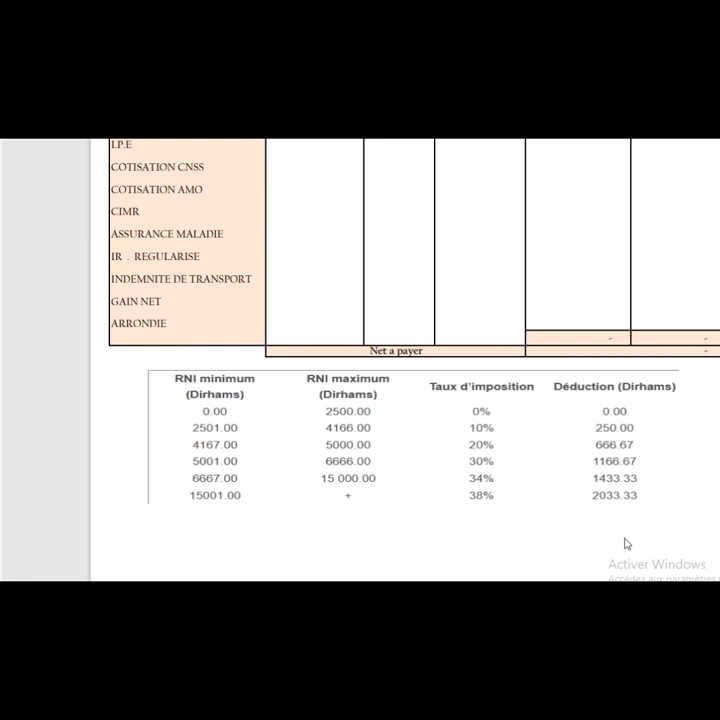 I.P.E
COTISATION CNSS
COTISATION AMO
CIMR
ASSURANCE MALADIE
IR . REGULARISE
INDEMNITE DE TRANSPORT
GAIN NET
ARRONDIE
- -
Net a payer -
RNI minimum (Dirhams) RNI maximum (Dirhams) Taux d'imposition Déduction (Dirhams)
0.00 2500.00 0% 0.00
2501.00 4166.00 10% 250.00
4167.00 5000.00 20% 666.67
5001.00 6666.00 30% 1166.67
6667.00 15 000.00 34% 1433.33
15001.00 + 38% 2033.33
Activer Windows
Accédez aux paramètres